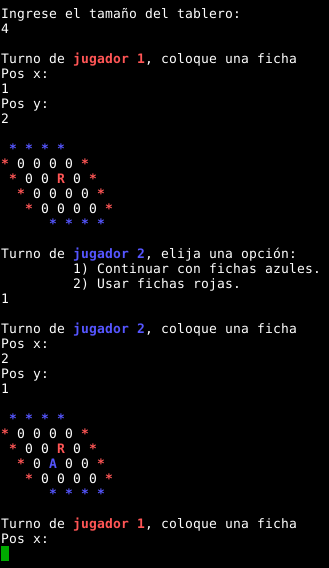 Ingrese el tamaño del tablero:
4
Turno de jugador 1, coloque una ficha
Pos x:
1
Pos y:
2
* * * *
* 0 0 0 0 *
* 0 0 R 0 *
* 0 0 0 0 *
* 0 0 0 0 *
* * * *
Turno de jugador 2, elija una opción:
1) Continuar con fichas azules.
2) Usar fichas rojas.
1
Turno de jugador 2, coloque una ficha
Pos x:
2
Pos y:
1
* * * *
* 0 0 0 0 *
* 0 0 R 0 *
* 0 A 0 0 *
* 0 0 0 0 *
* * * *
Turno de jugador 1, coloque una ficha
Pos x: